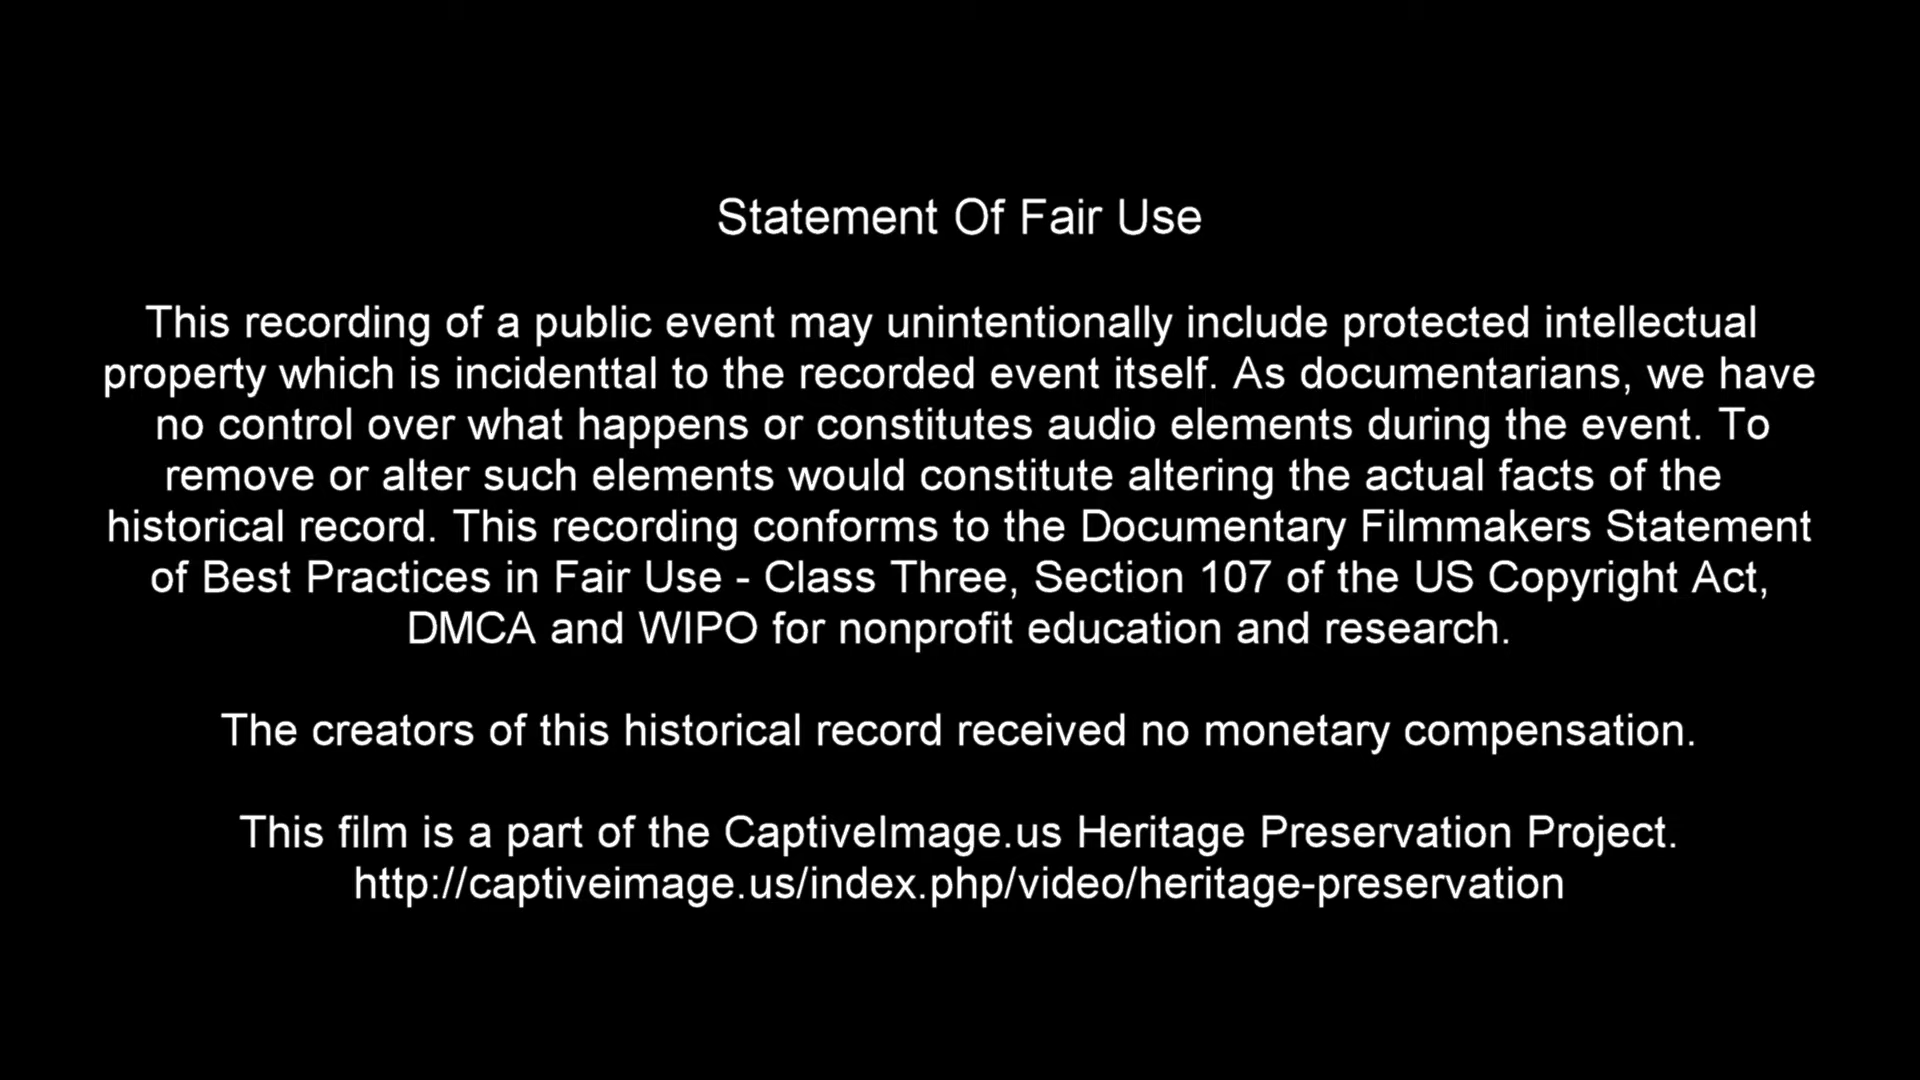 Statement Of Fair Use
This recording of a public event may unintentionally include protected intellectual
property which is incidenttal to the recorded event itself. As documentarians, we have
no control over what happens or constitutes audio elements during the event. To
remove or alter such elements would constitute altering the actual facts of the
historical record. This recording conforms to the Documentary Filmmakers Statement
of Best Practices in Fair Use - Class Three, Section 107 of the US Copyright Act,
DMCA and WIPO for nonprofit education and research.
The creators of this historical record received no monetary compensation.
This film is a part of the CaptiveImage.us Heritage Preservation Project.
http://captiveimage.us/index.php/video/heritage-preservation